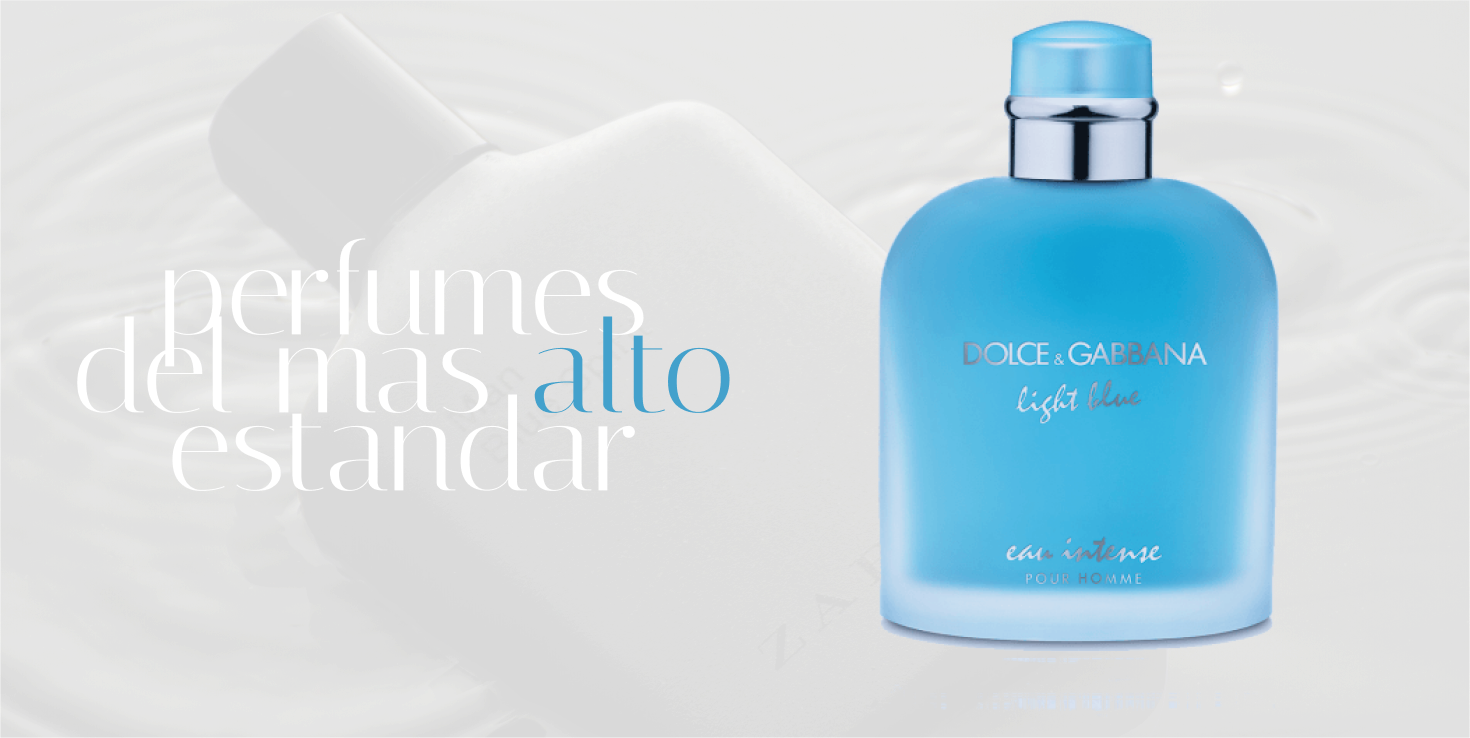 perfumes
del mas alto
estandar
DOLCE & GABBANA
light blue
eau intense
POUR HOMME